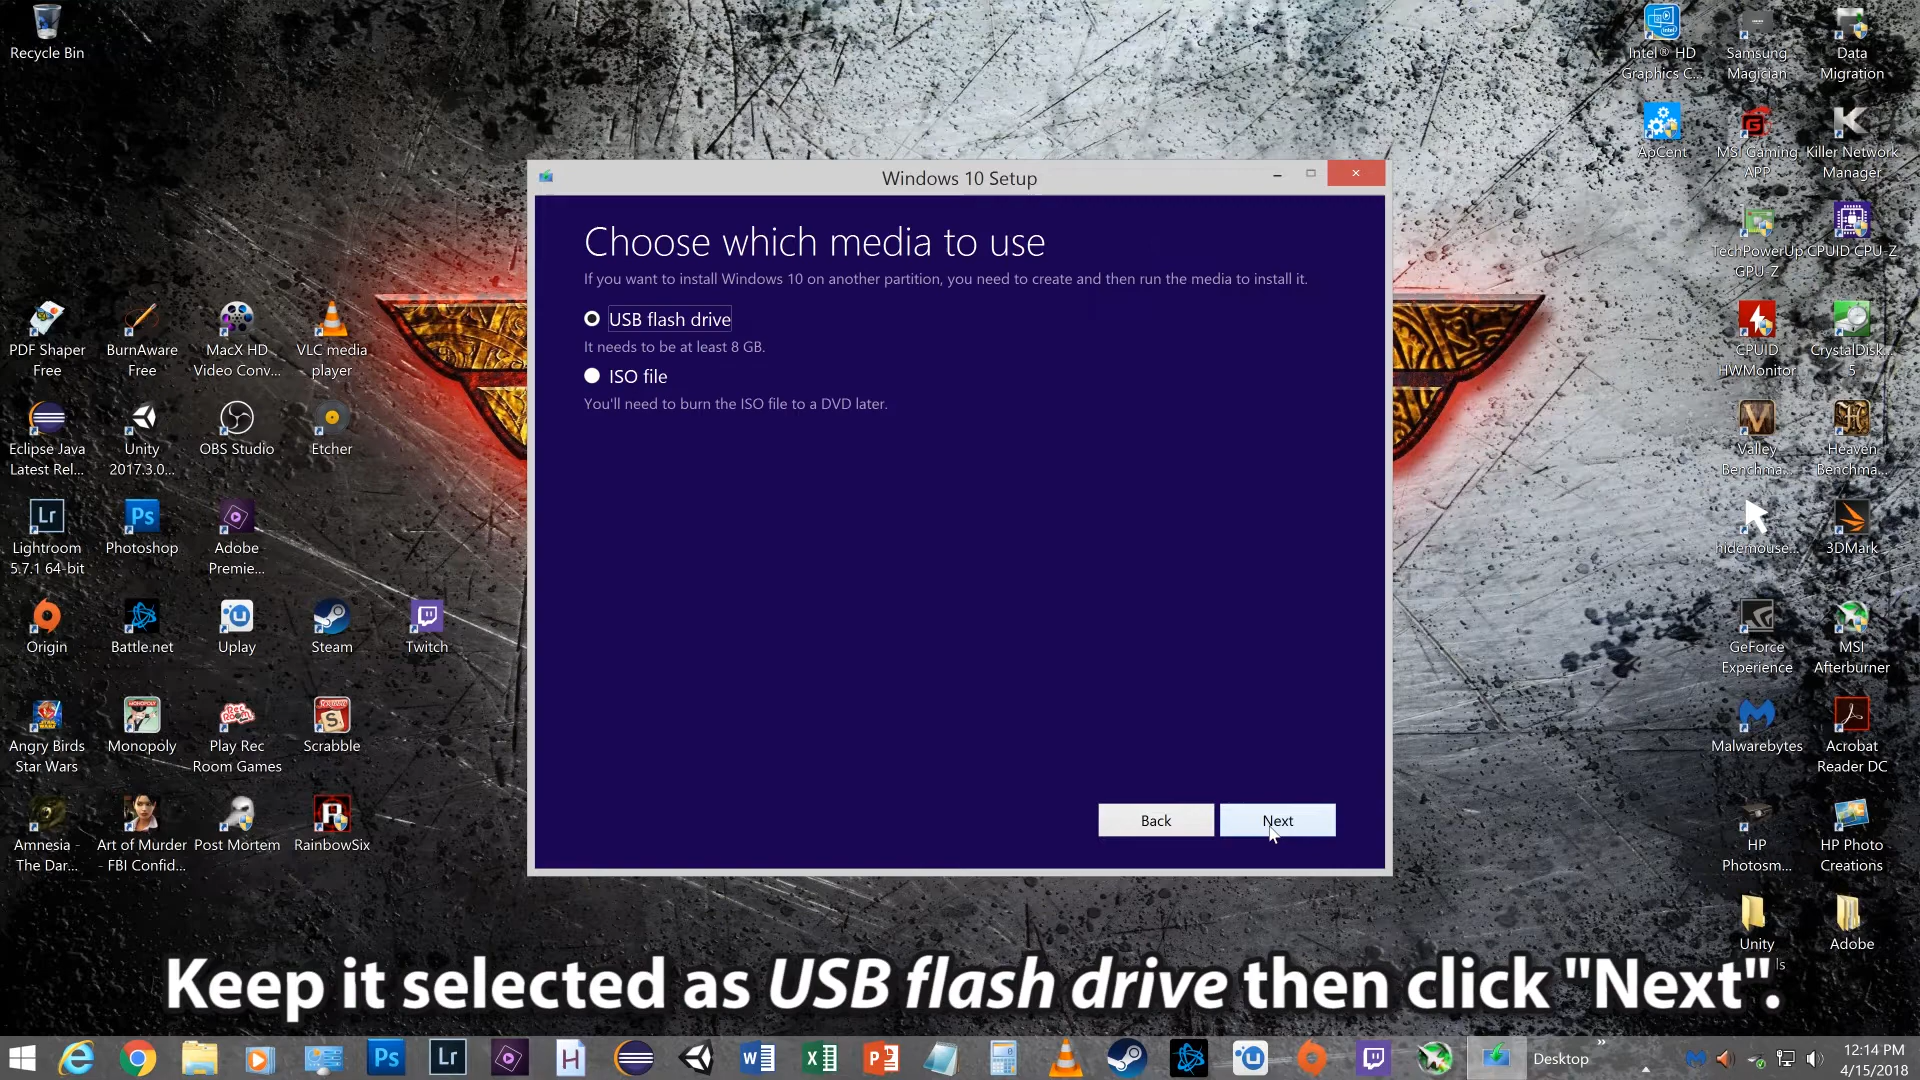 Recycle Bin
Intel® HD
Graphics C...
Samsung
Magician
Data
Migration
ApCent
MSI Gaming
APP
Killer Network
Manager
TechPowerUp
GPU-Z
CPUID CPU-Z
Windows 10 Setup
Choose which media to use
If you want to install Windows 10 on another partition, you need to create and then run the media to install it.
USB flash drive
It needs to be at least 8 GB.
ISO file
You'll need to burn the ISO file to a DVD later.
Back
Next
PDF Shaper
Free
BurnAware
Free
MacX HD
Video Conv...
VLC media
player
CPUID
HWMonitor
CrystalDisk...
5
Eclipse Java
Latest Rel...
Unity
2017.3.0...
OBS Studio
Etcher
Valley
Benchma...
Heaven
Benchma...
Lightroom
5.7.1 64-bit
Photoshop
Adobe
Premie...
hidemouse...
3DMark
Origin
Battle.net
Uplay
Steam
Twitch
GeForce
Experience
MSI
Afterburner
Angry Birds
Star Wars
Monopoly
Play Rec
Room Games
Scrabble
Malwarebytes
Acrobat
Reader DC
Amnesia -
The Dar...
Art of Murder
- FBI Confid...
Post Mortem
RainbowSix
HP
Photosm...
HP Photo
Creations
Unity
Adobe
Keep it selected as USB flash drive then click "Next".
Desktop
12:14 PM
4/15/2018